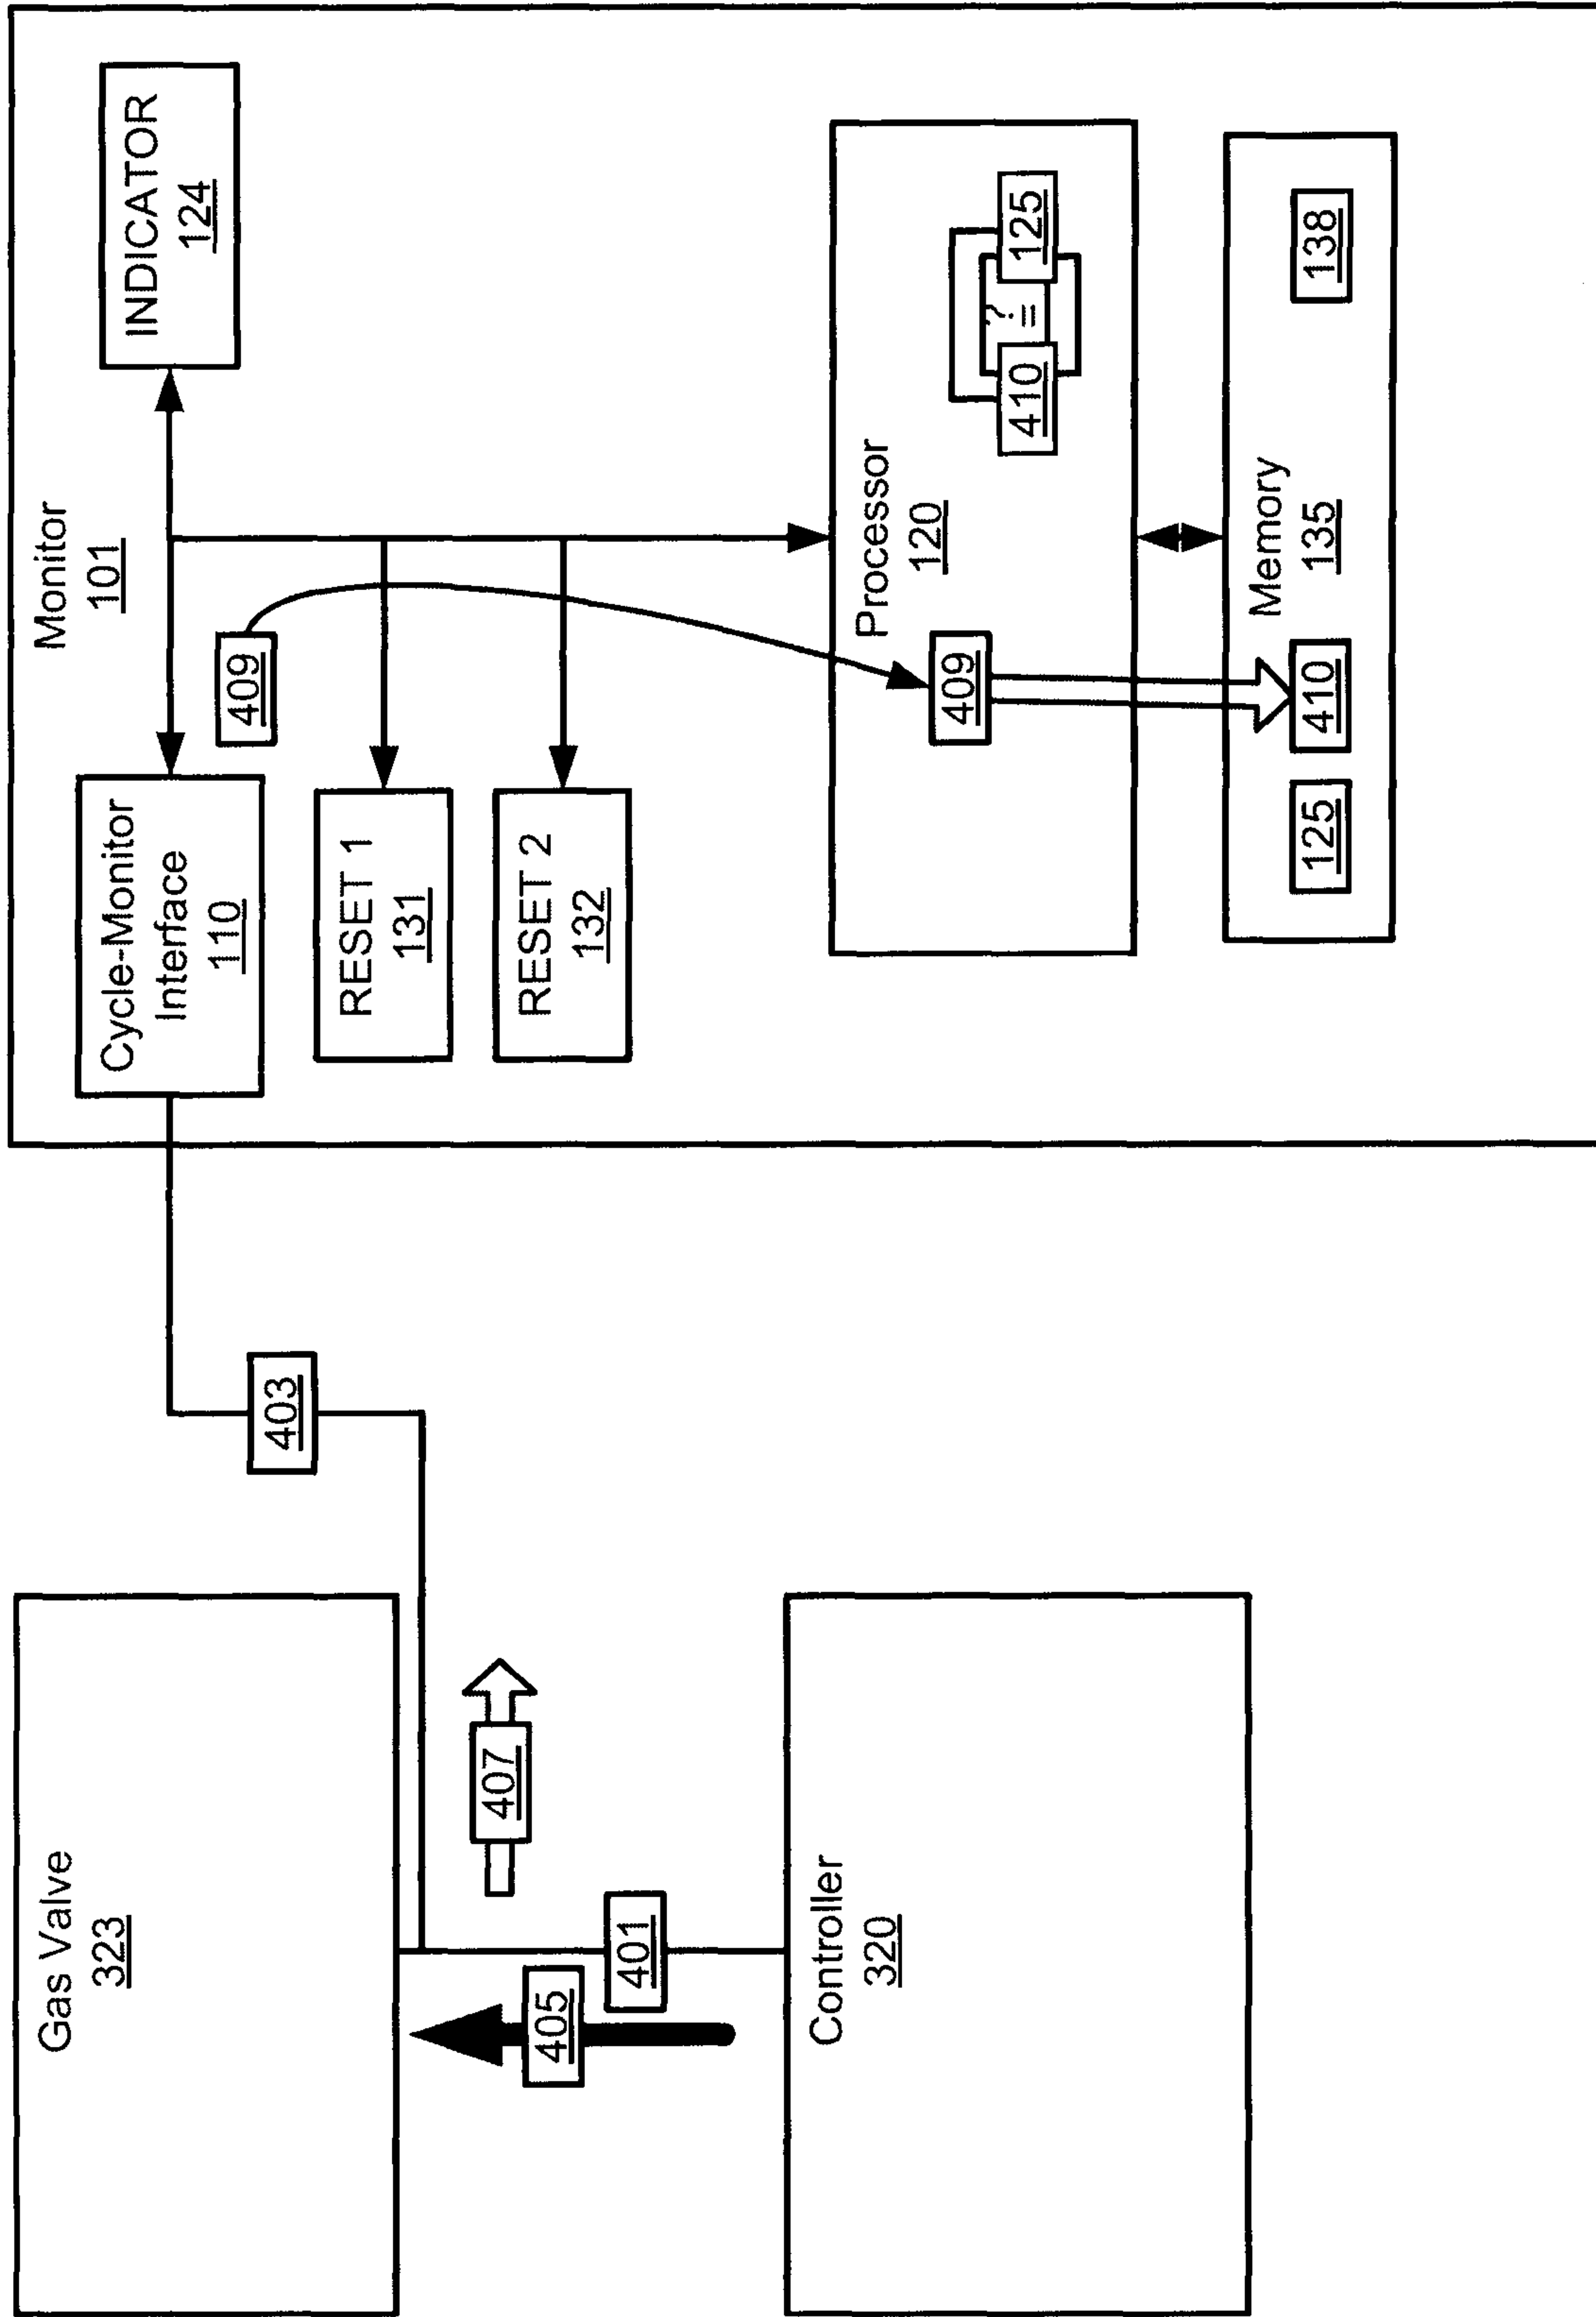 Gas Valve
323
405
401
407
Controller
320
403
Monitor
101
Cycle-Monitor
Interface
110
409
INDICATOR
124
RESET 1
131
RESET 2
132
Processor
120
409
410
?
=
125
Memory
135
125
410
138